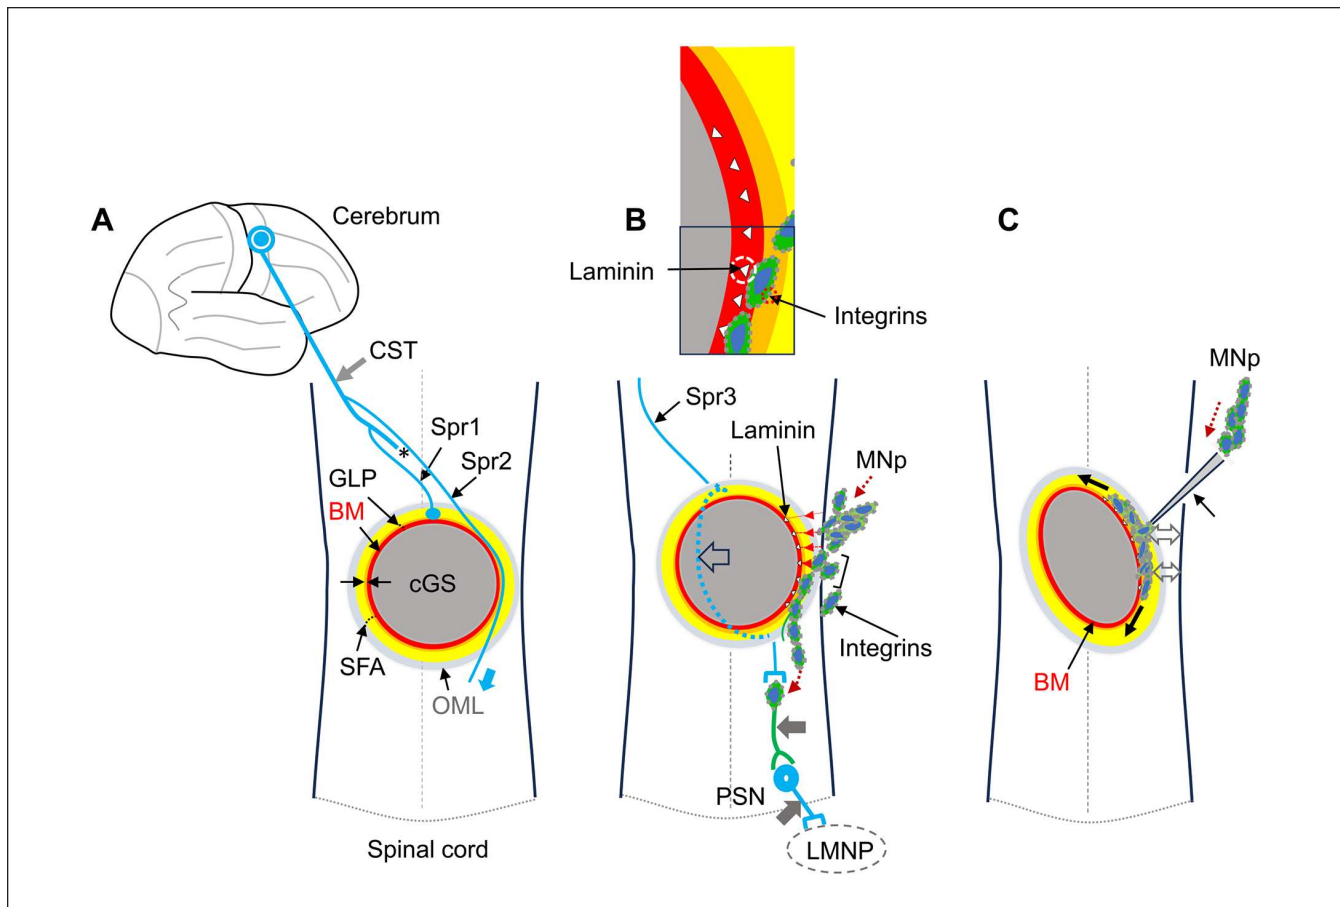 A
Cerebrum
CST
Spr1
*
Spr2
GLP
BM
cGS
SFA
OML
Spinal cord
B
Laminin
Integrins
Spr3
Laminin
MNp
Integrins
PSN
LMNP
C
MNp
BM